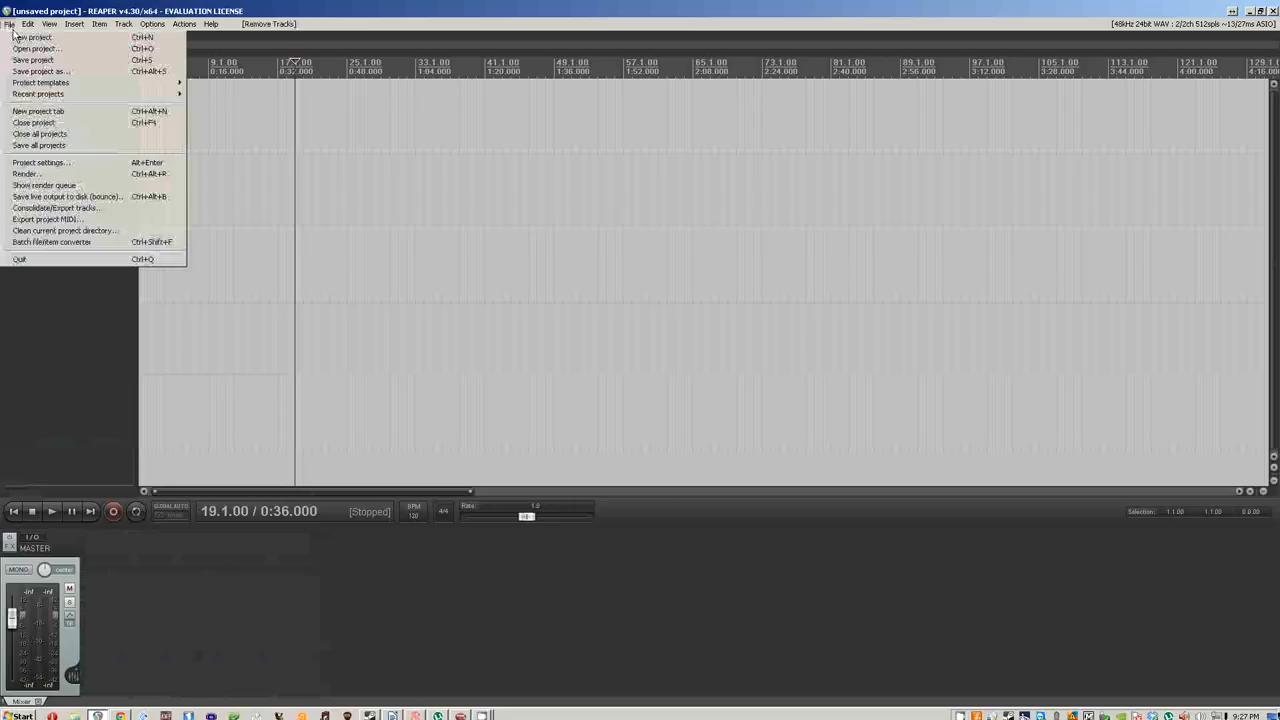 [unsaved project] - REAPER v4.30/x64 - EVALUATION LICENSE
File Edit View Insert Item Track Options Actions Help [Remove Tracks]
[48kHz 24bit WAV : 2/2ch 512spls ~13/27ms ASIO]
New project Ctrl+N
Open project... Ctrl+O
Save project Ctrl+S
Save project as... Ctrl+Alt+S
Project templates
Recent projects
New project tab Ctrl+Alt+N
Close project Ctrl+F4
Close all projects
Save all projects
Project settings... Alt+Enter
Render... Ctrl+Alt+R
Show render queue
Save live output to disk (bounce)... Ctrl+Alt+B
Consolidate/Export tracks...
Export project MIDI...
Clean current project directory...
Batch file/item converter Ctrl+Shift+F
Quit Ctrl+Q
9.1.00 17 .00 25.1.00 33.1.00 41.1.00 49.1.00 57.1.00 65.1.00 73.1.00 81.1.00 89.1.00 97.1.00 105.1.00 113.1.00 121.1.00 129.1
0:16.000 0:32.000 0:48.000 1:04.000 1:20.000 1:36.000 1:52.000 2:08.000 2:24.000 2:40.000 2:56.000 3:12.000 3:28.000 3:44.000 4:00.000 4:16
GLOBAL AUTO
19.1.00 / 0:36.000 [Stopped]
BPM
120
4/4
Rate: 1.0
Selection: 1.1.00 1.1.00 0.0.00
FX I/O
MASTER
MONO center
-inf -inf
M
S
-inf -inf
Mixer
Start
9:27 PM